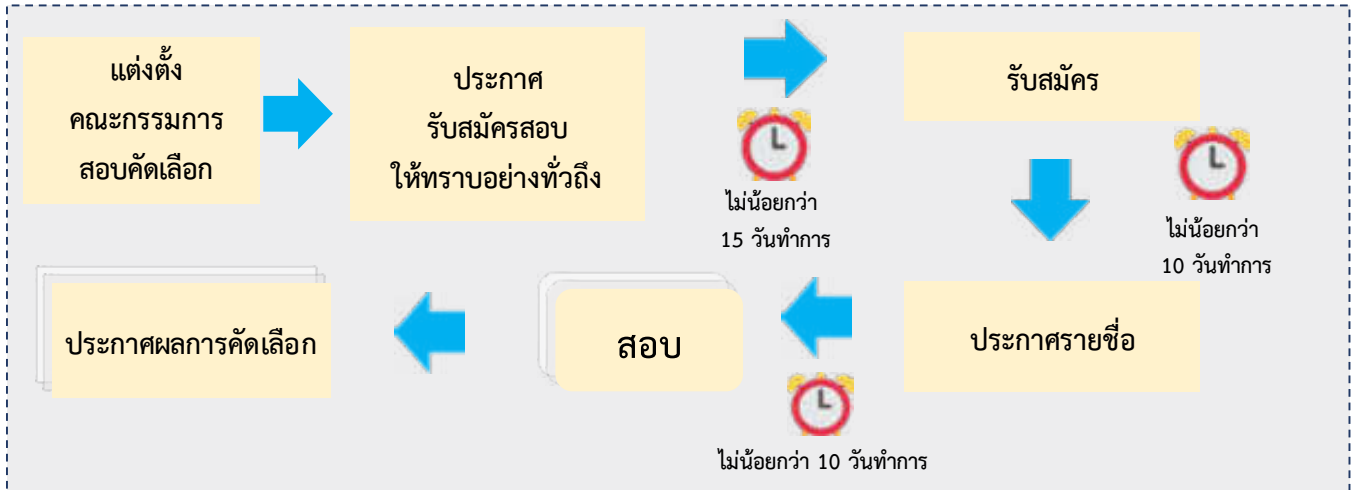 แต่งตั้ง
คณะกรรมการ
สอบคัดเลือก
ประกาศ
รับสมัครสอบ
ให้ทราบอย่างทั่วถึง
ไม่น้อยกว่า
15 วันทำการ
รับสมัคร
ไม่น้อยกว่า
10 วันทำการ
ประกาศรายชื่อ
ไม่น้อยกว่า 10 วันทำการ
สอบ
ประกาศผลการคัดเลือก